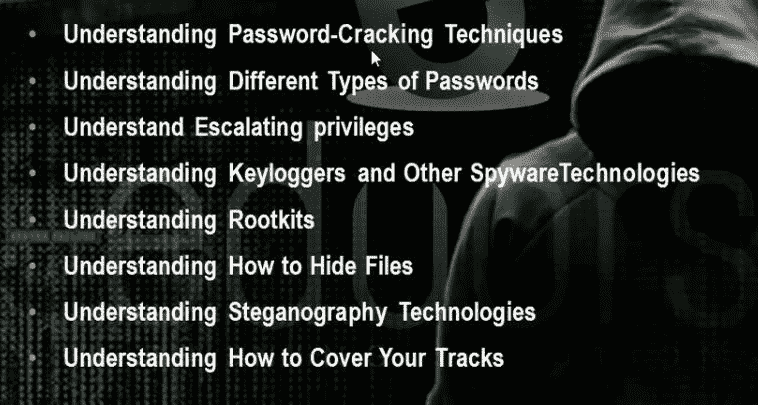 Understanding Password-Cracking Techniques
Understanding Different Types of Passwords
Understand Escalating privileges
Understanding Keyloggers and Other SpywareTechnologies
Understanding Rootkits
Understanding How to Hide Files
Understanding Steganography Technologies
Understanding How to Cover Your Tracks